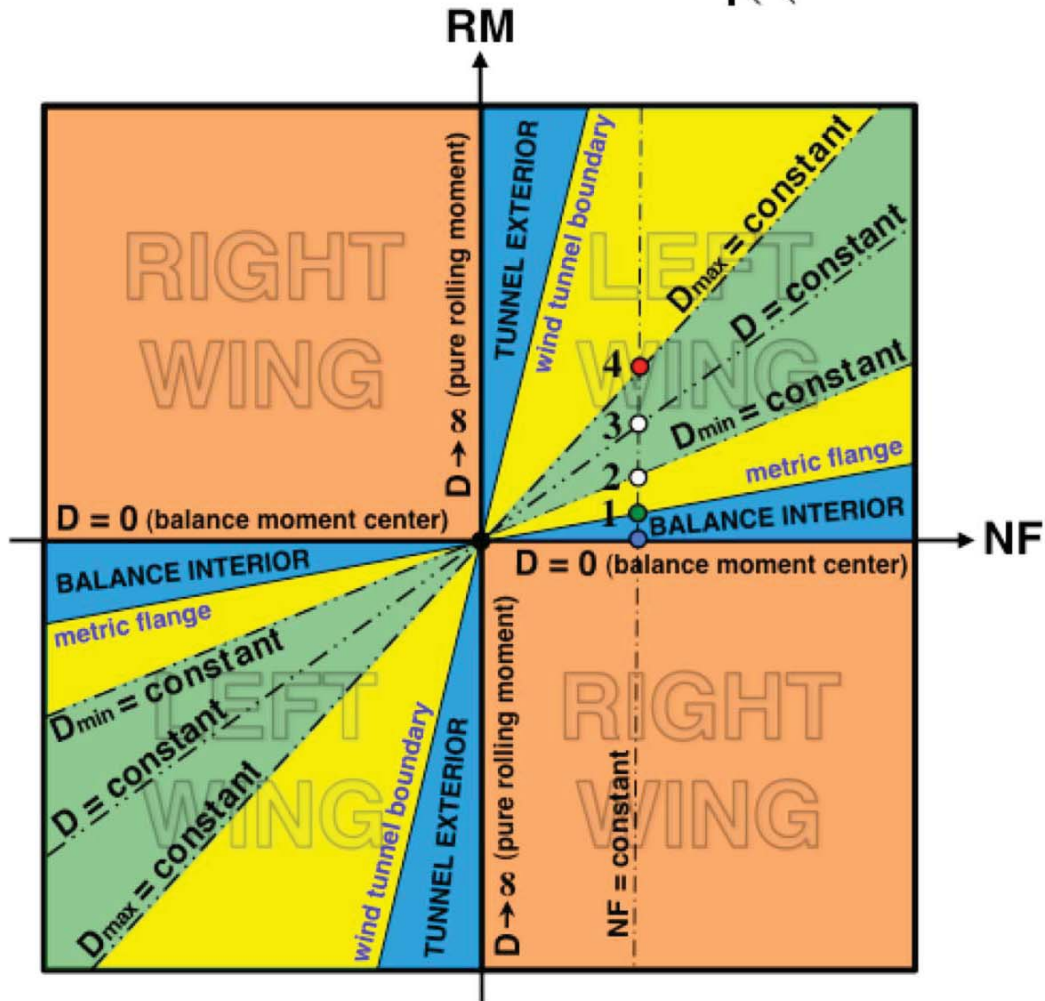 RM
RIGHT
WING
D→∞ (pure rolling moment)
TUNNEL EXTERIOR
wind tunnel boundary
LEFT
WING
Dmax = constant
D = constant
Dmin = constant
metric flange
4
3
2
1
BALANCE INTERIOR
D = 0 (balance moment center)
NF
D = 0 (balance moment center)
BALANCE INTERIOR
metric flange
Dmin = constant
D = constant
Dmax = constant
LEFT
WING
wind tunnel boundary
TUNNEL EXTERIOR
D→∞ (pure rolling moment)
RIGHT
WING
NF = constant